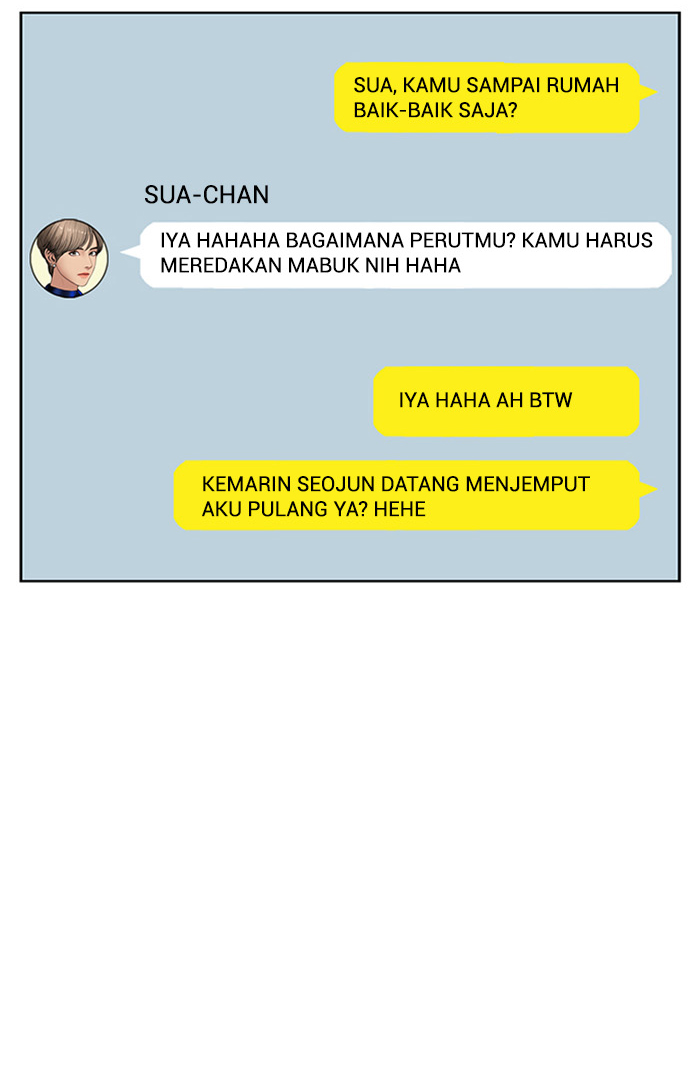 SUA, KAMU SAMPAI RUMAH
BAIK-BAIK SAJA?
SUA-CHAN
IYA HAHAHA BAGAIMANA PERUTMU? KAMU HARUS
MEREDAKAN MABUK NIH HAHA
IYA HAHA AH BTW
KEMARIN SEOJUN DATANG MENJEMPUT
AKU PULANG YA? HEHE